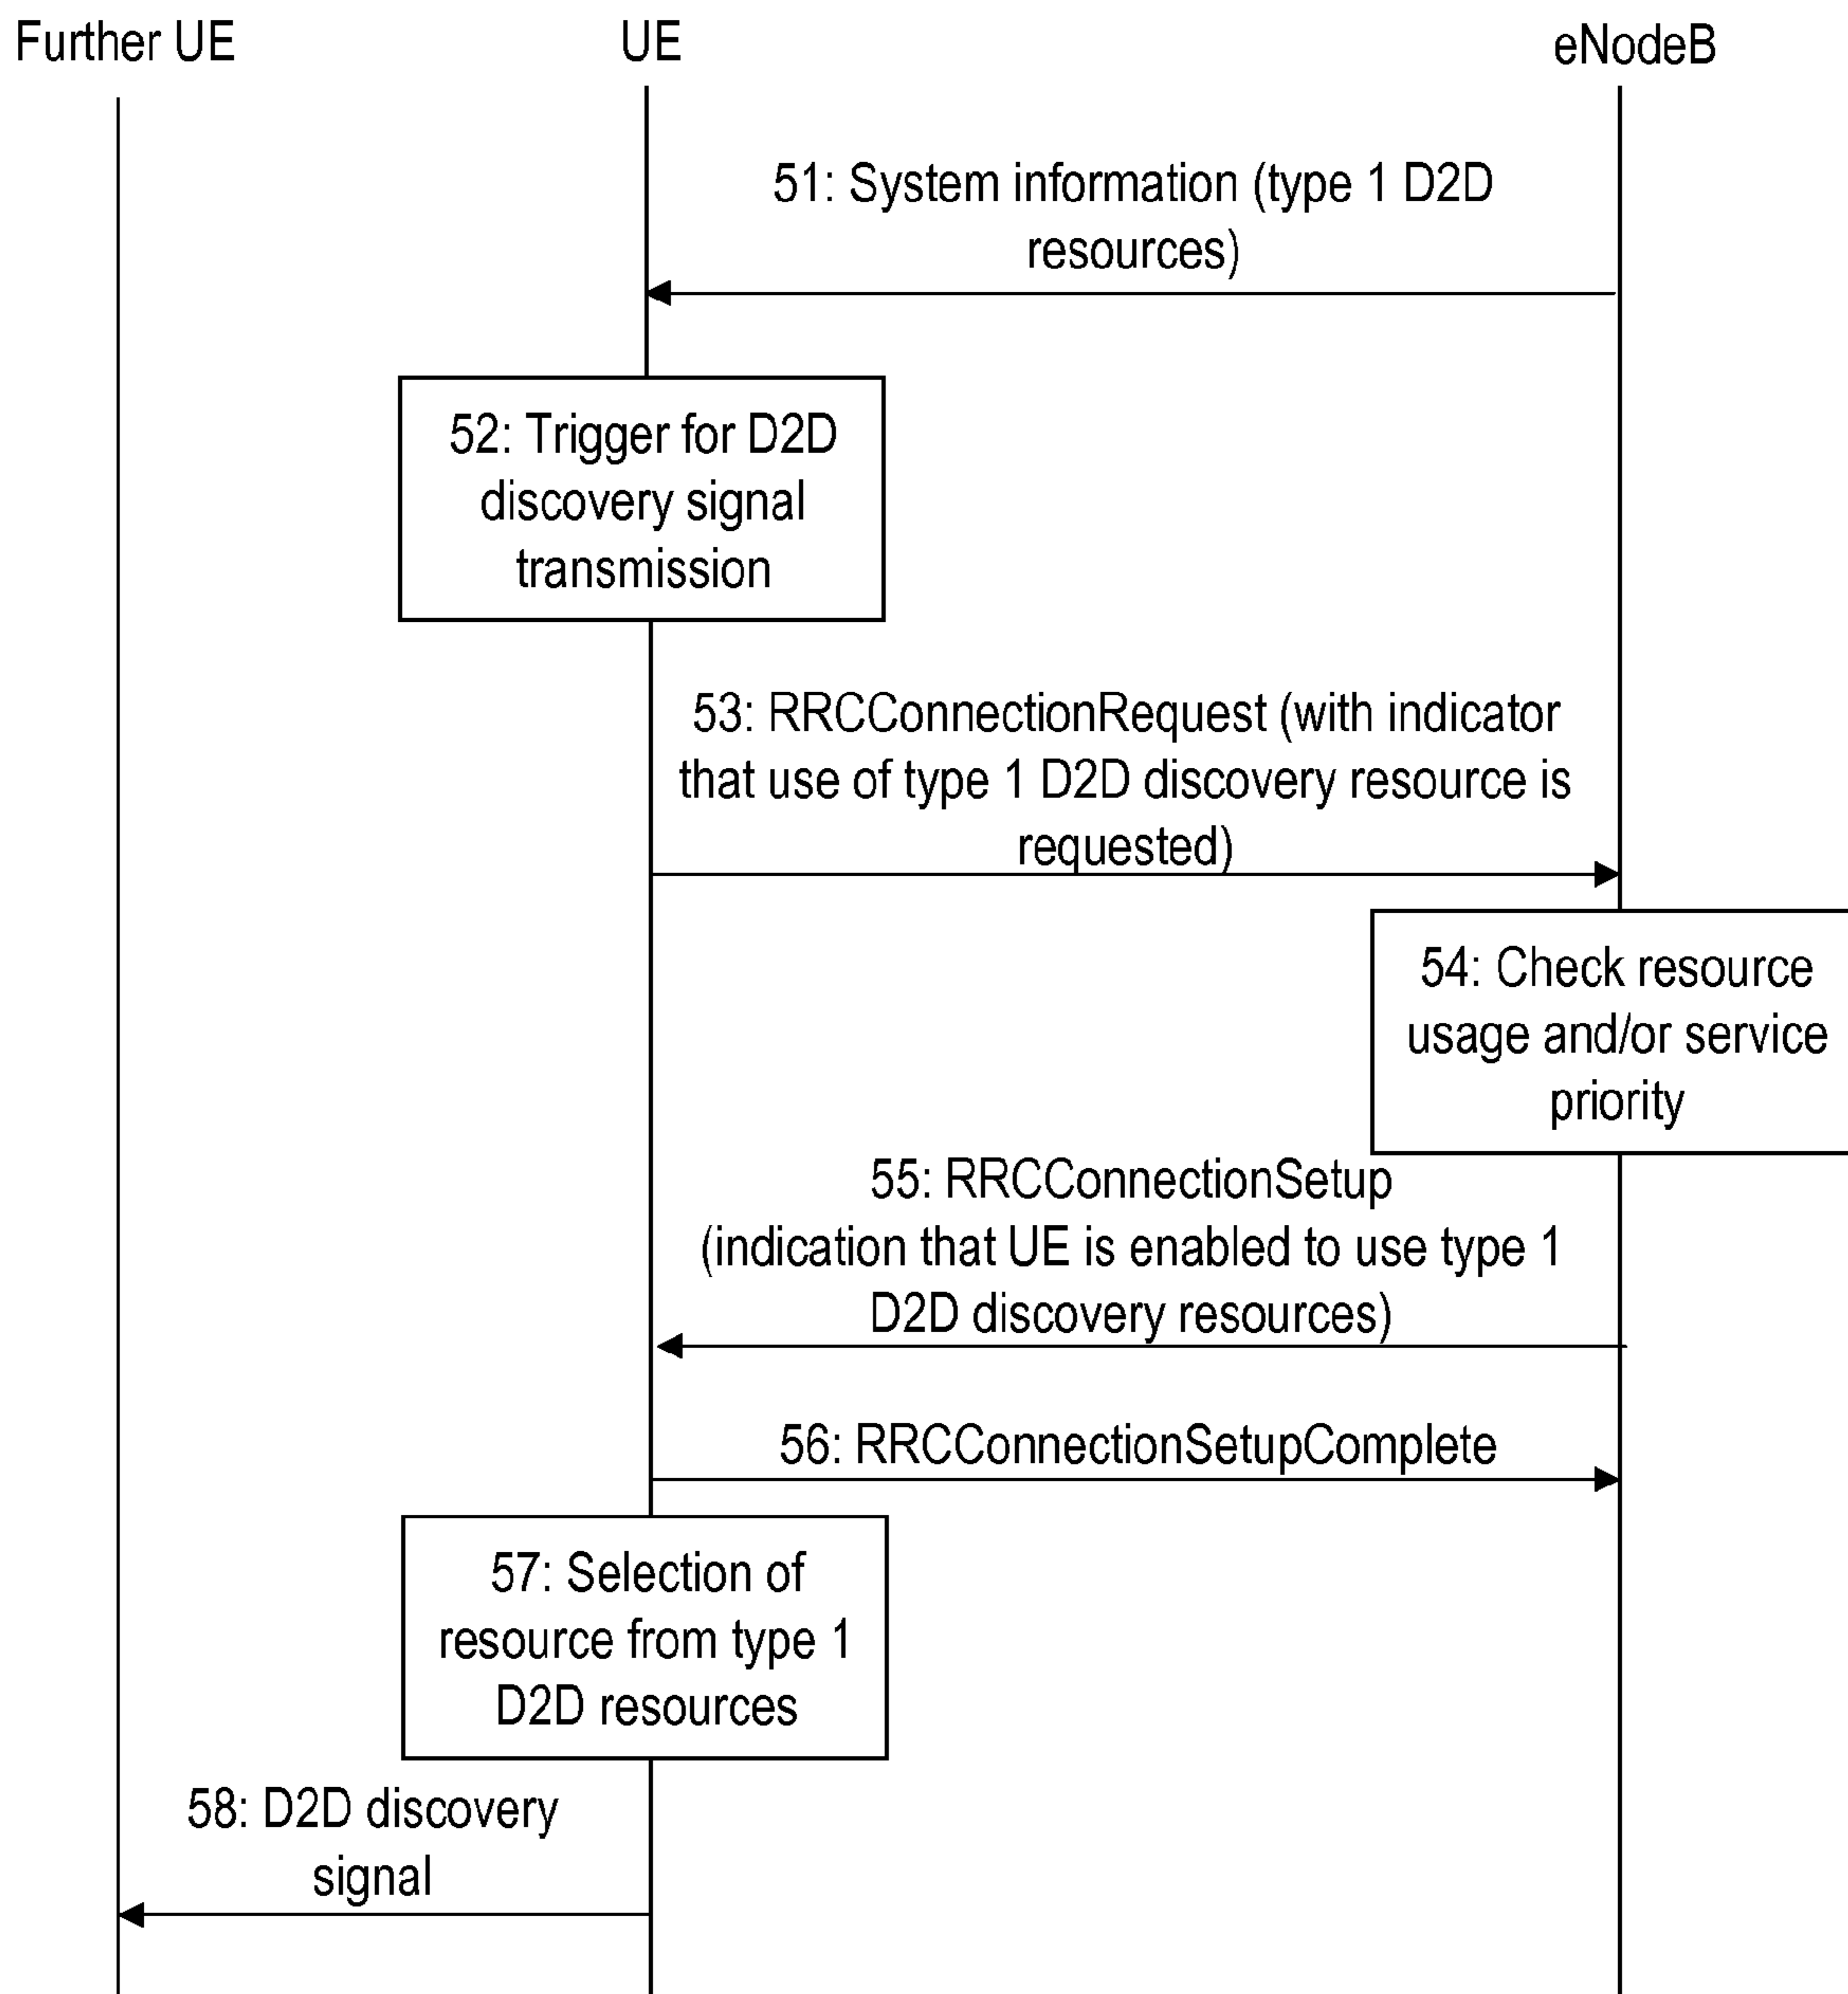 Further UE
UE
eNodeB
51: System information (type 1 D2D
resources)
52: Trigger for D2D
discovery signal
transmission
53: RRCConnectionRequest (with indicator
that use of type 1 D2D discovery resource is
requested)
54: Check resource
usage and/or service
priority
55: RRCConnectionSetup
(indication that UE is enabled to use type 1
D2D discovery resources)
56: RRCConnectionSetupComplete
57: Selection of
resource from type 1
D2D resources
58: D2D discovery
signal